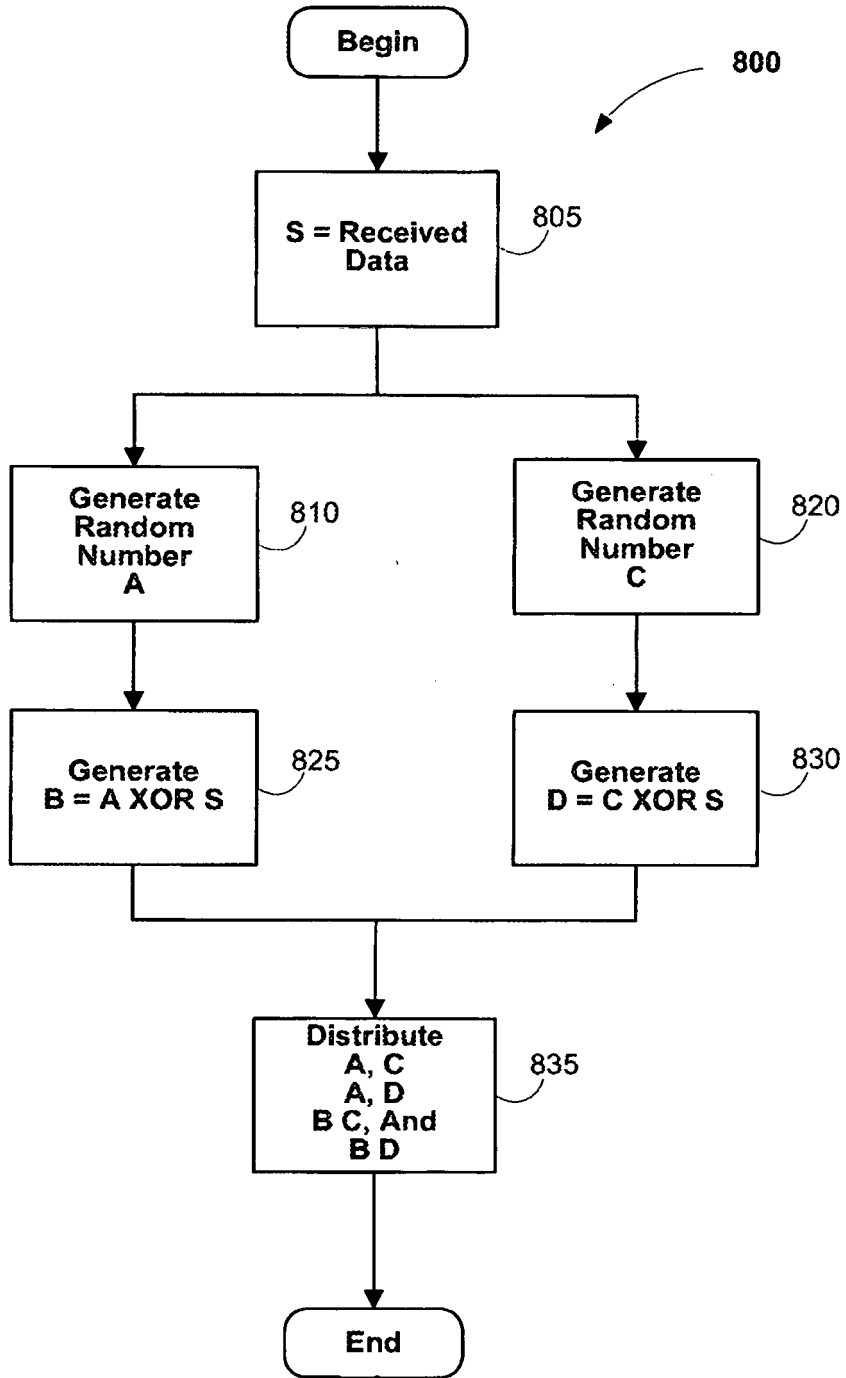 Begin
800
S = Received
Data
805
Generate
Random
Number
A
810
Generate
Random
Number
C
820
Generate
B = A XOR S
825
Generate
D = C XOR S
830
Distribute
A, C
A, D
B C, And
B D
835
End